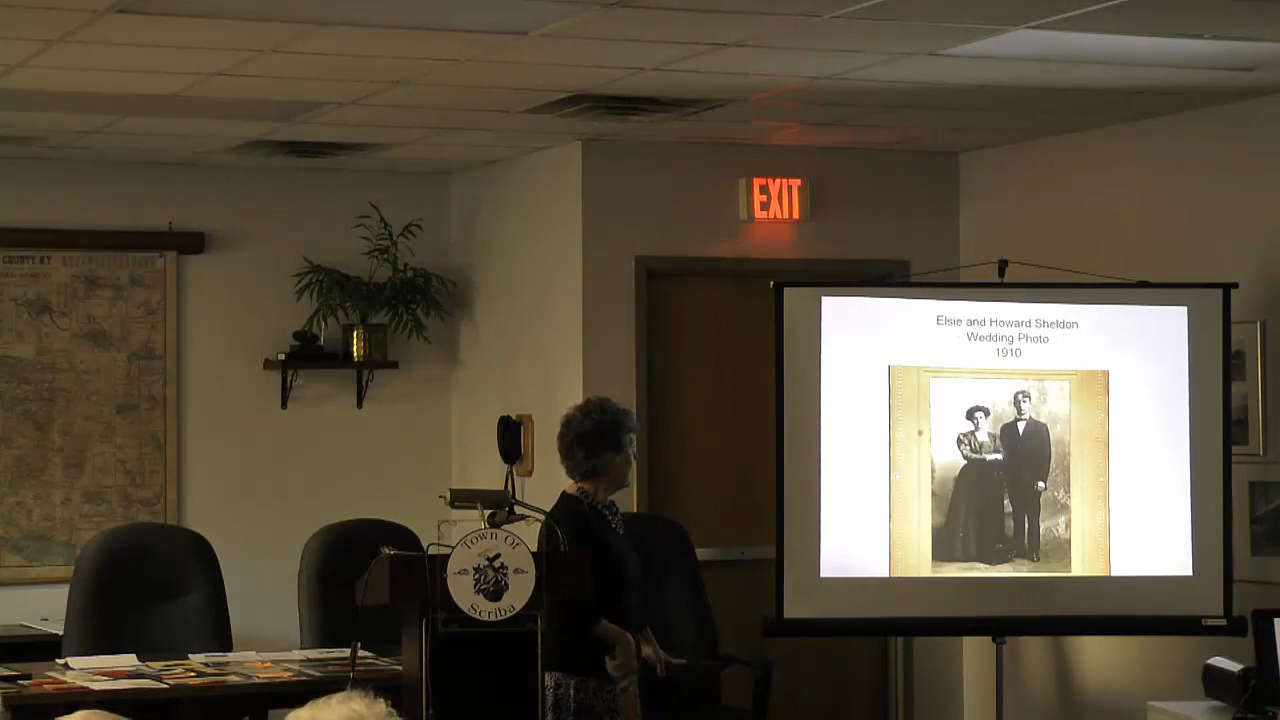 EXIT
COUNTY, N.Y.
Elsie and Howard Sheldon
Wedding Photo
1910
Town Of
Scriba